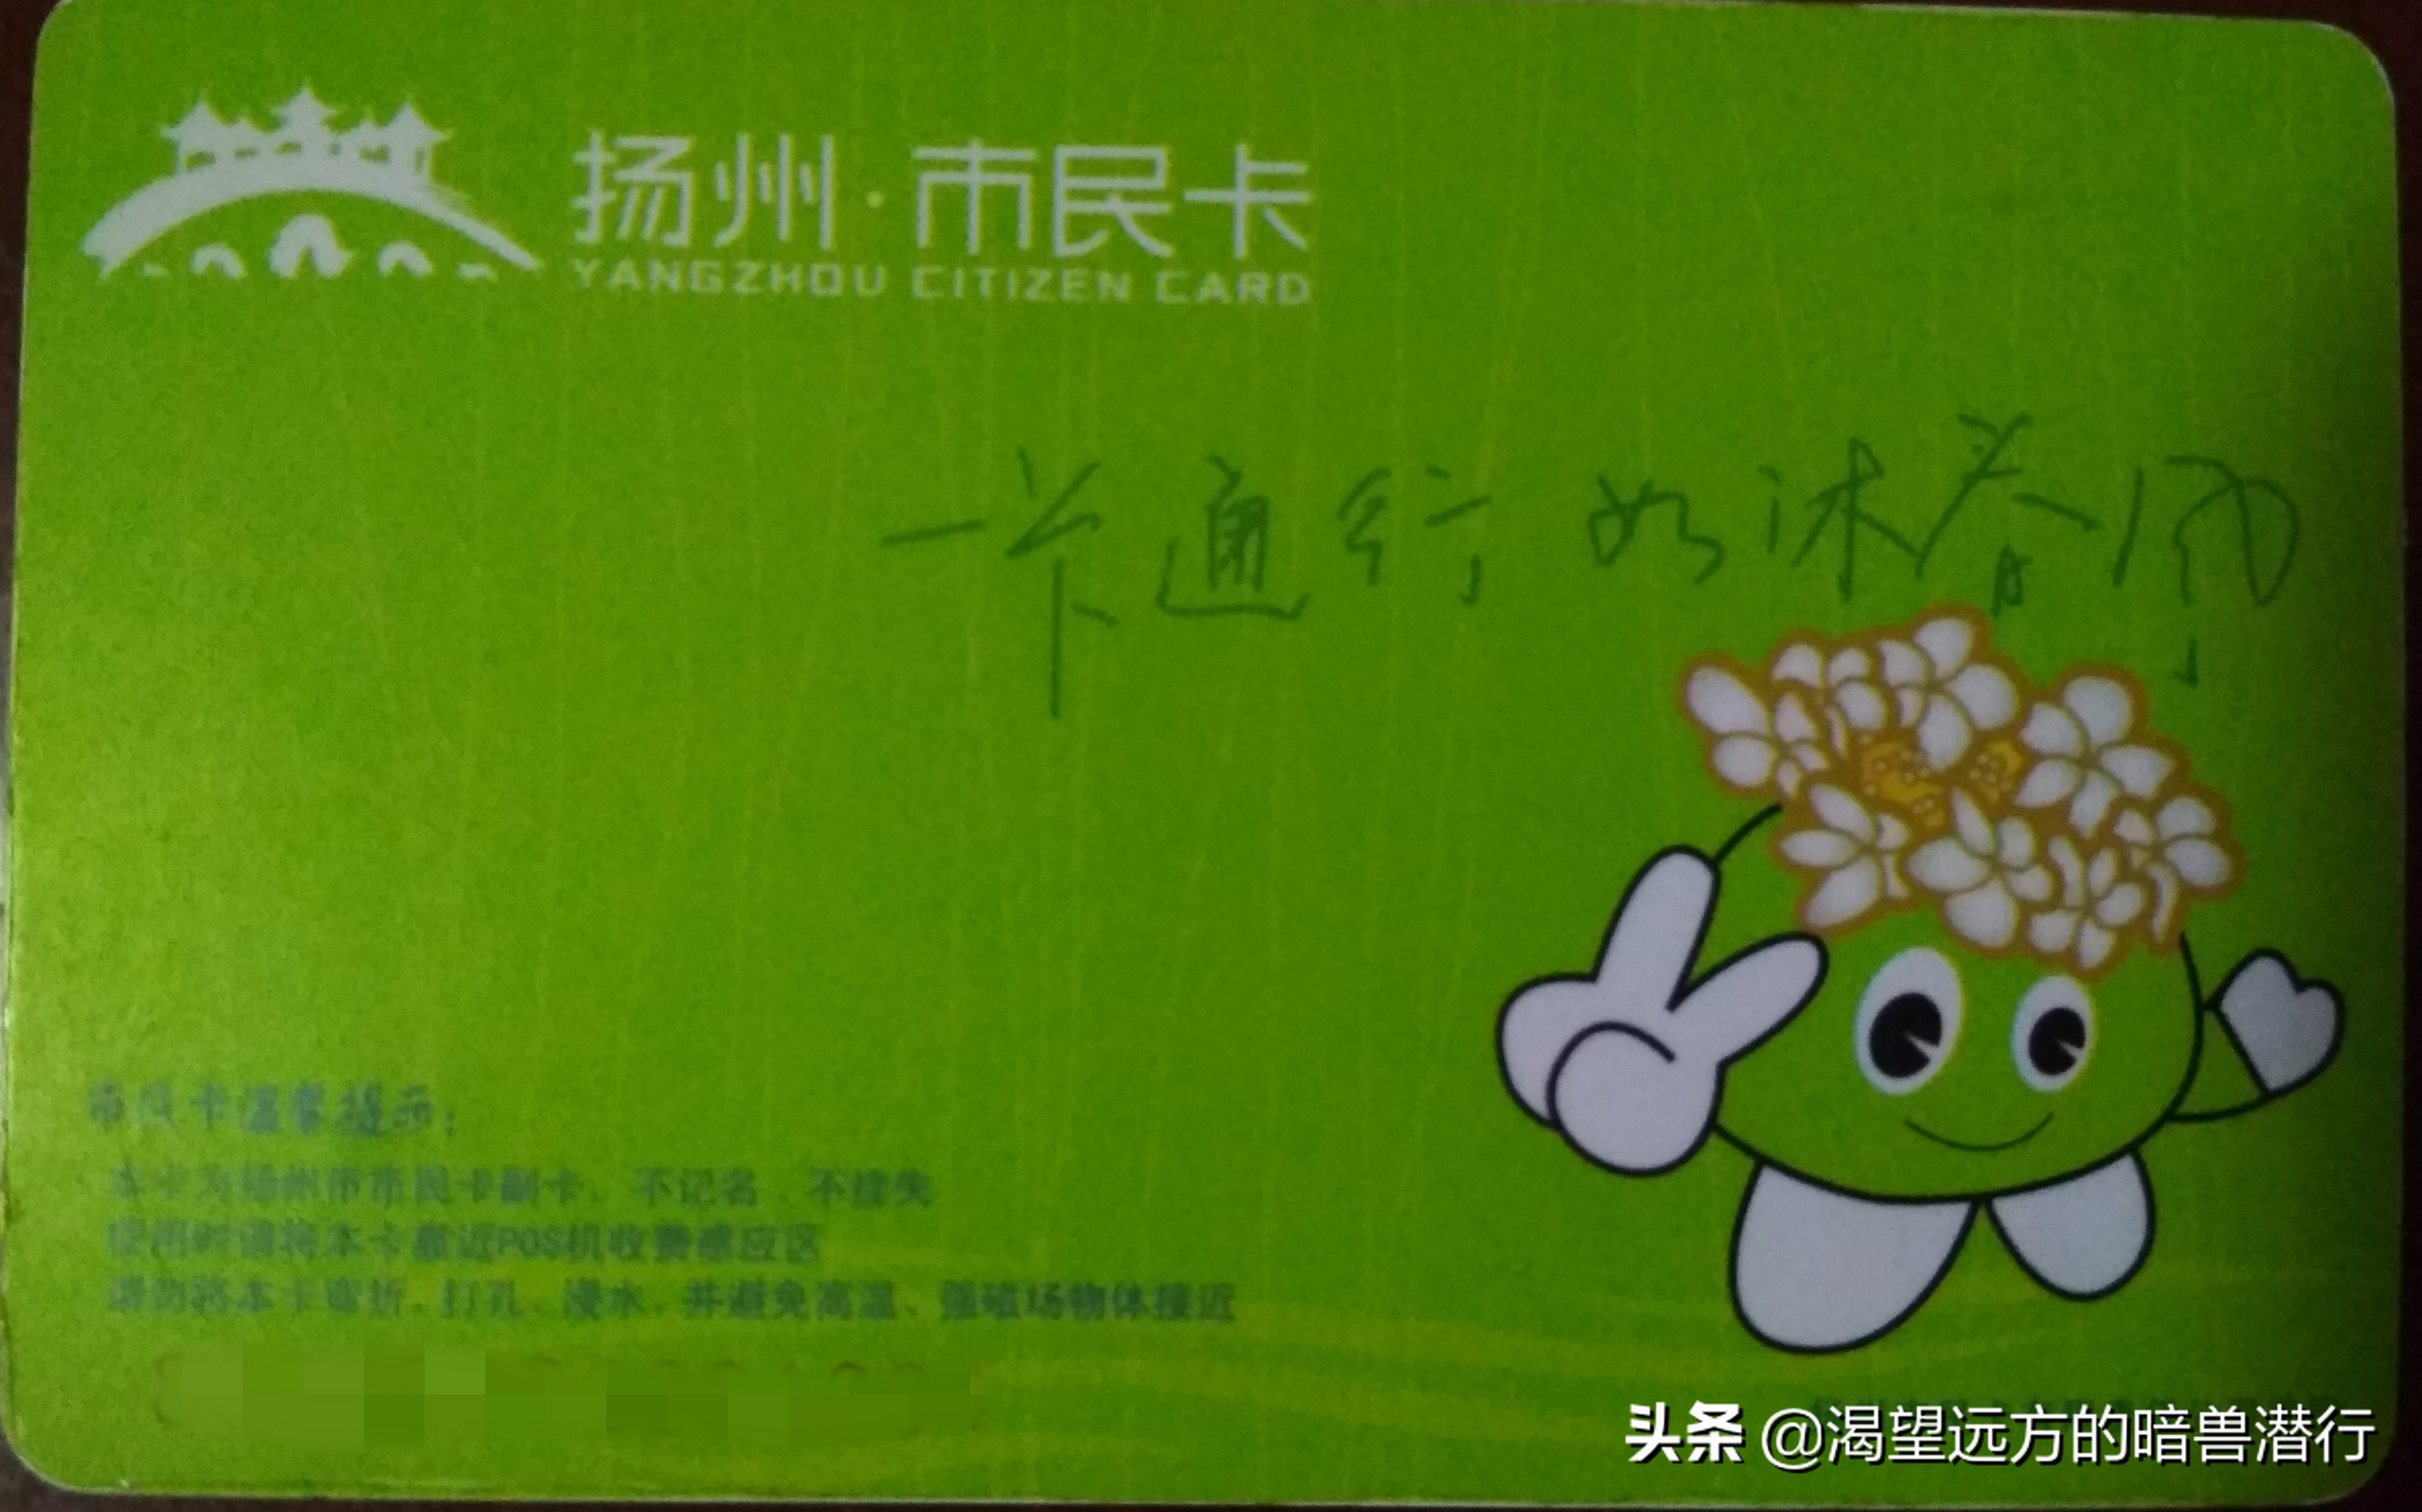 扬州·市民卡
YANGZHOU CITIZEN CARD
一卡通行 如沐春风
市民卡温馨提示：
本卡为扬州市市民卡副卡、不记名、不挂失
使用时请将本卡靠近POS机收费感应区
请勿将本卡弯折、打孔、浸水、并避免高温、强磁场物体接近
头条 @渴望远方的暗兽潜行